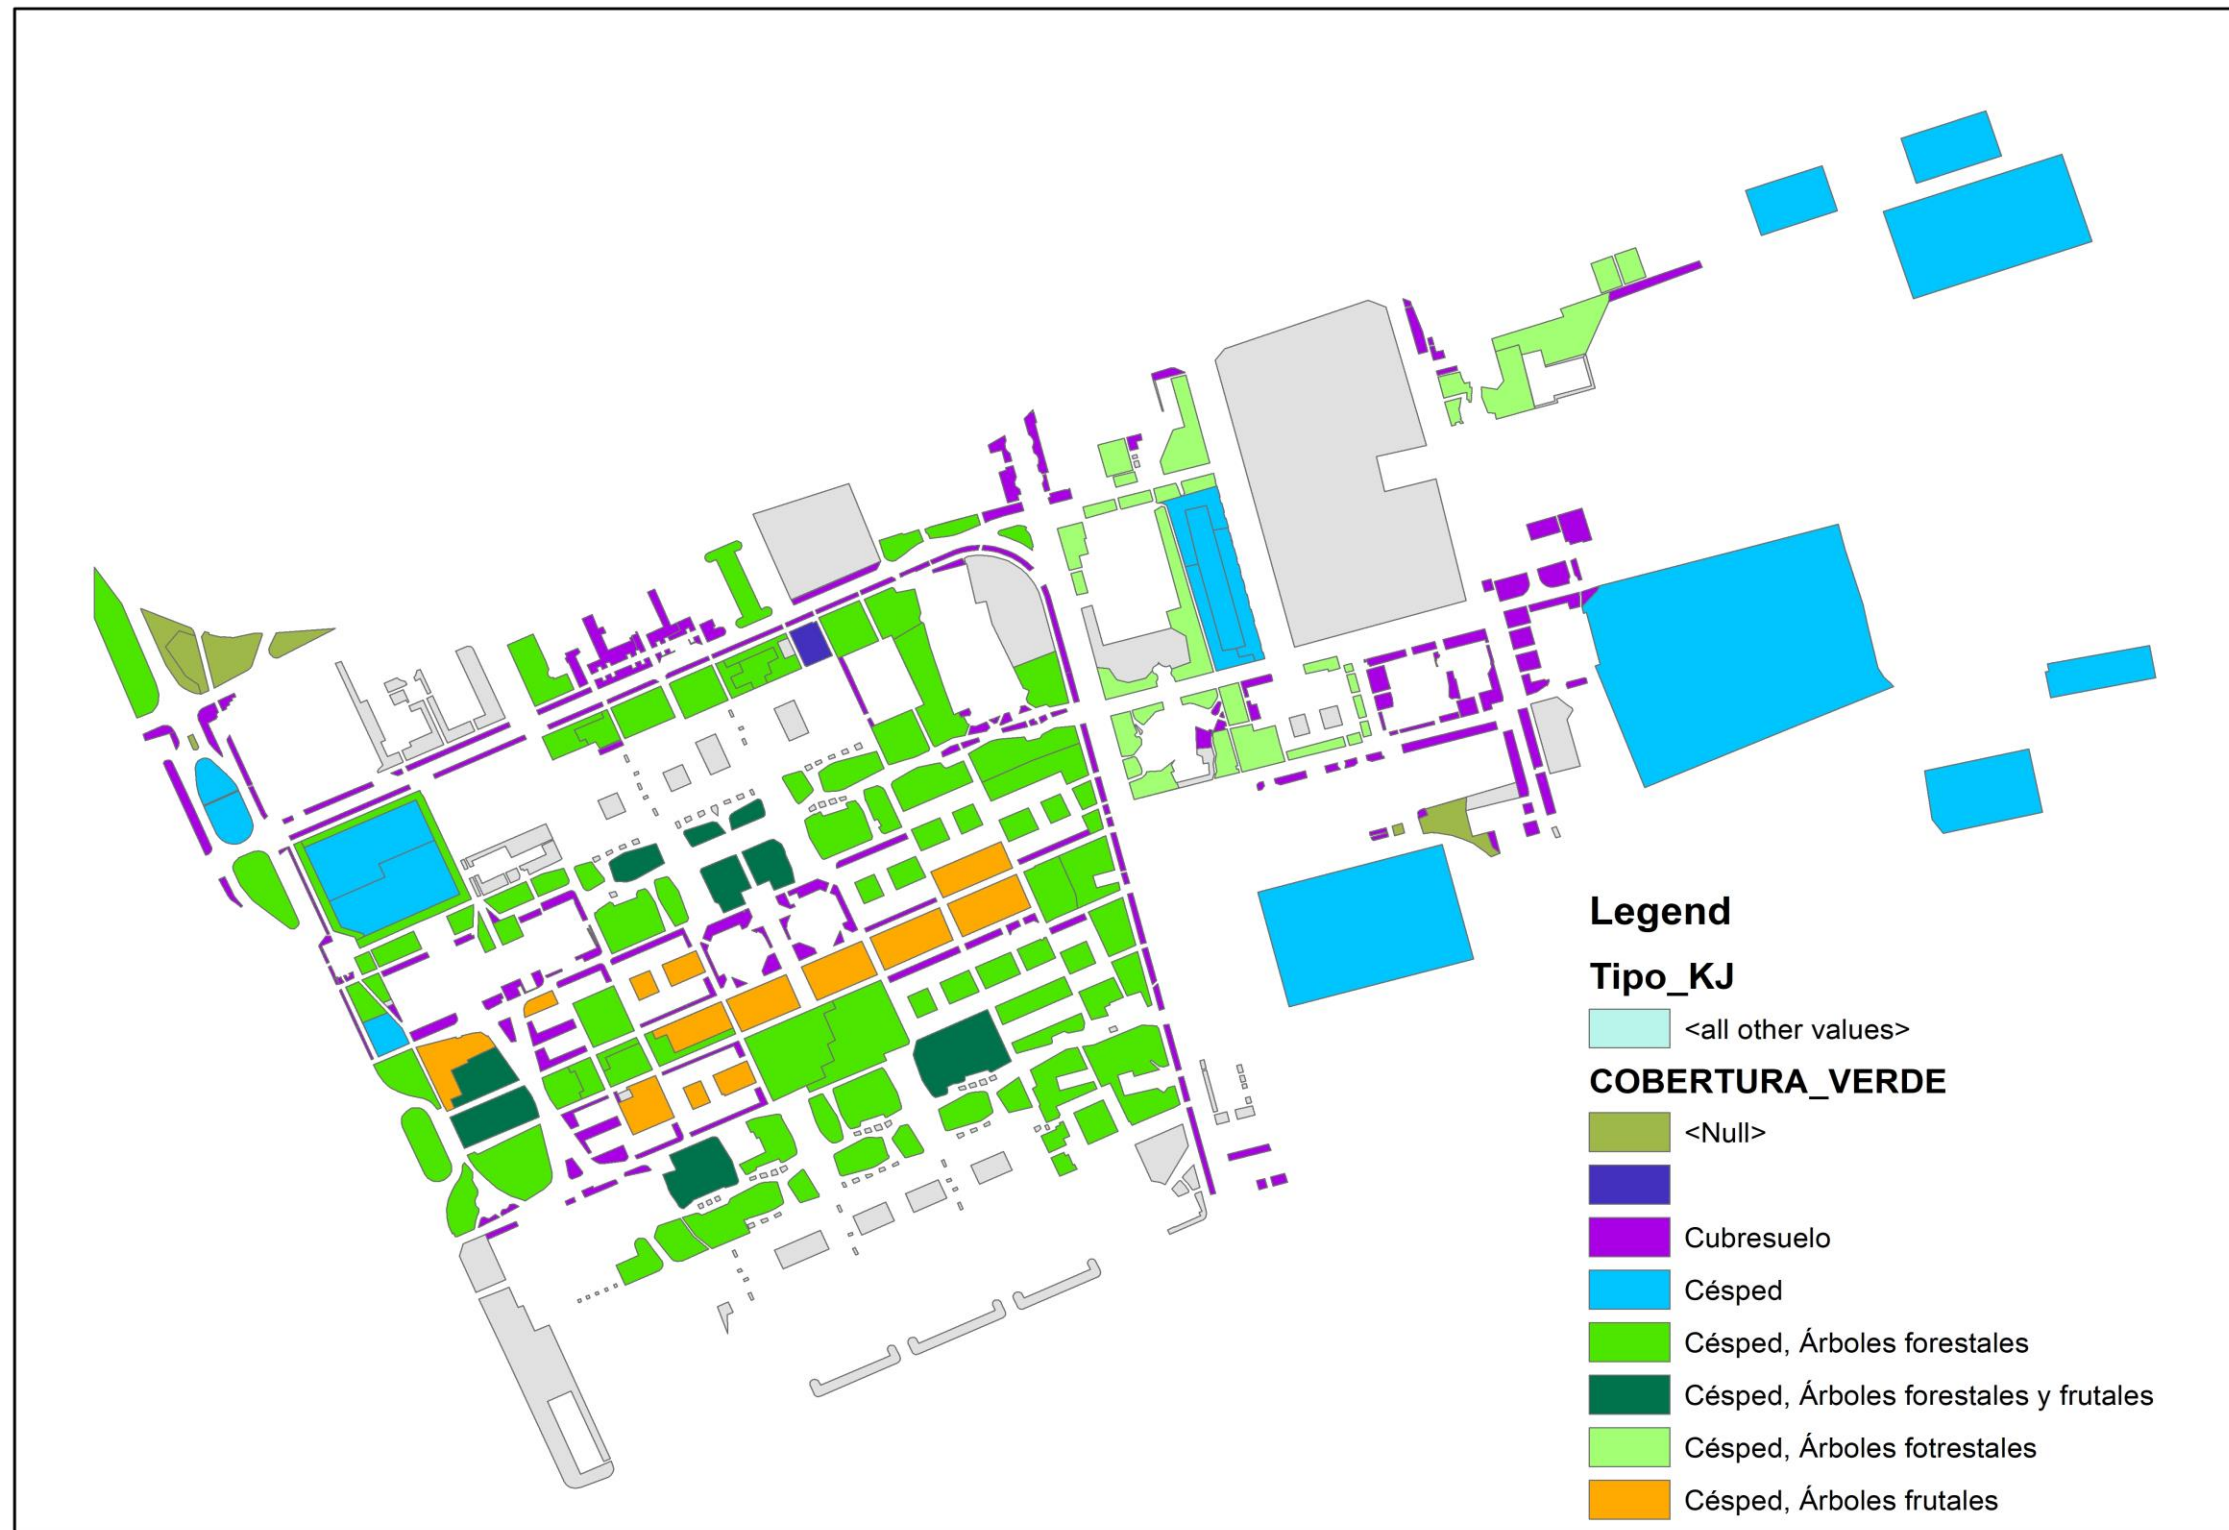 Legend
Tipo_KJ
<all other values>
COBERTURA_VERDE
<Null>
Cubresuelo
Césped
Césped, Árboles forestales
Césped, Árboles forestales y frutales
Césped, Árboles fotrestales
Césped, Árboles frutales